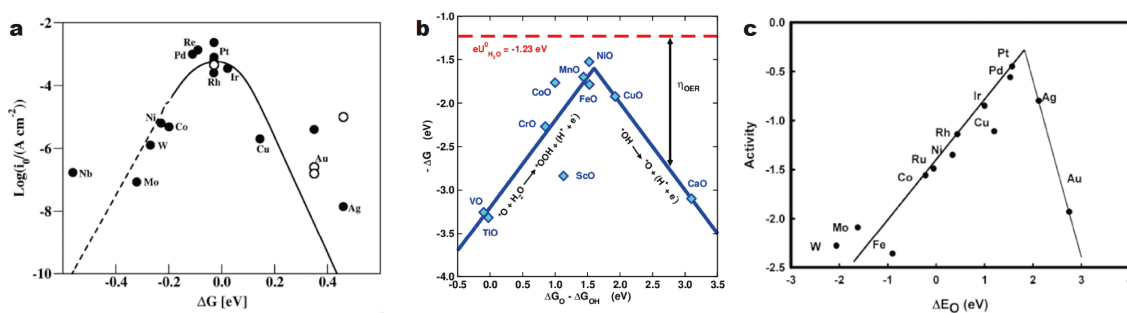 a
Log(i0/(A cm-2)
-2
-4
-6
-8
-10
Re
Pd
Pt
Rh
Ir
Ni
Co
W
Nb
Mo
Cu
Au
Ag
-0.4
-0.2
0.0
0.2
0.4
ΔG [eV]
b
- ΔG (eV)
-1.0
-1.5
-2.0
-2.5
-3.0
-3.5
-4.0
eU0H2O = -1.23 eV
NiO
MnO
CoO
FeO
CuO
ηOER
CrO
ScO
CaO
VO
TiO
*O + H2O → *OOH + (H+ + e-)
*OH → *O + (H+ + e-)
-0.5
0.0
0.5
1.0
1.5
2.0
2.5
3.0
3.5
ΔGO - ΔGOH (eV)
c
Activity
0.0
-0.5
-1.0
-1.5
-2.0
-2.5
Pt
Pd
Ir
Ag
Cu
Rh
Ni
Ru
Co
Au
Mo
W
Fe
-3
-2
-1
0
1
2
3
4
ΔEO (eV)